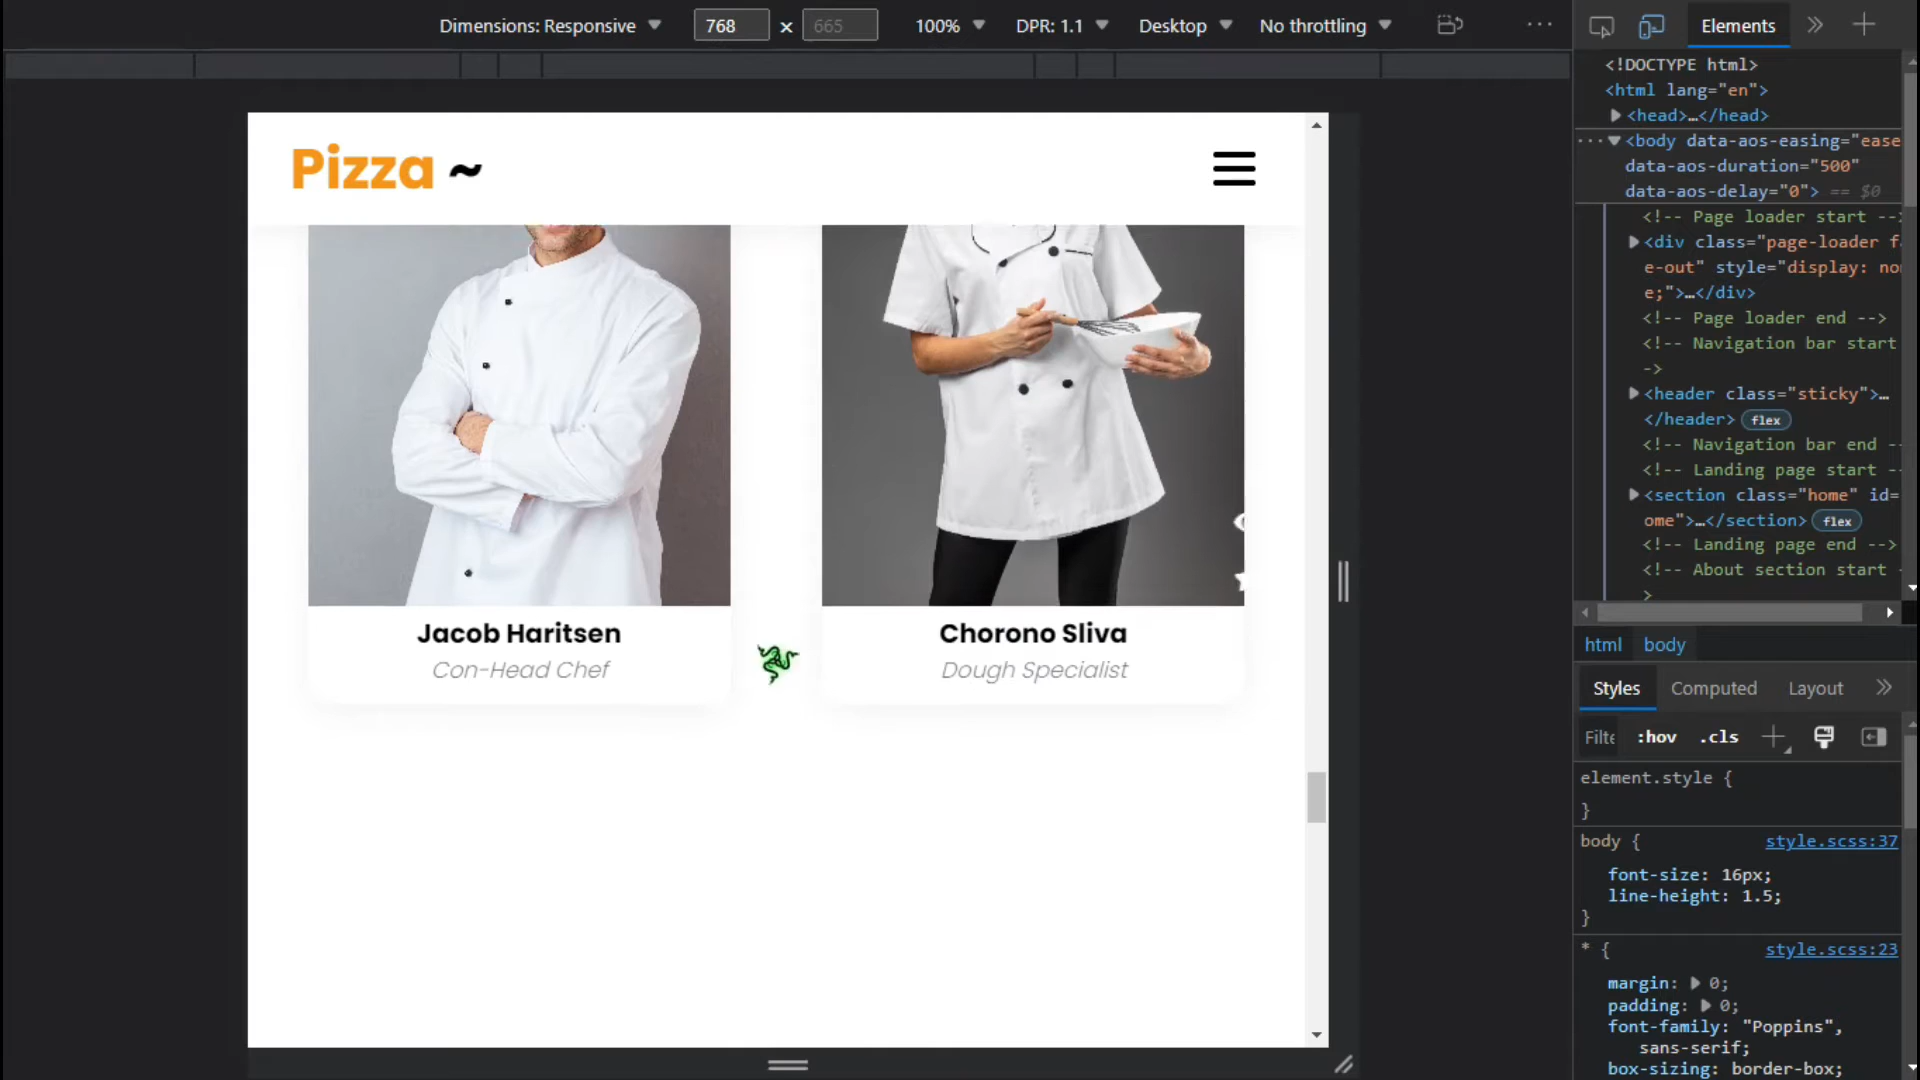 Dimensions: Responsive 768 x 665 100% DPR: 1.1 Desktop No throttling ...
Elements
<!DOCTYPE html>
<html lang="en">
<head>…</head>
<body data-aos-easing="ease
data-aos-duration="500"
data-aos-delay="0"> == $0
<!-- Page loader start --
<div class="page-loader f
e-out" style="display: no
e;">…</div>
<!-- Page loader end -->
<!-- Navigation bar start
->
<header class="sticky">…
</header> flex
<!-- Navigation bar end -
<!-- Landing page start -
<section class="home" id=
ome">…</section> flex
<!-- Landing page end -->
<!-- About section start -
>
html body
Styles Computed Layout
Filte :hov .cls
element.style {
}
body { style.scss:37
font-size: 16px;
line-height: 1.5;
}
* { style.scss:23
margin: 0;
padding: 0;
font-family: "Poppins",
sans-serif;
box-sizing: border-box;
Pizza ~
Jacob Haritsen
Con-Head Chef
Chorono Sliva
Dough Specialist